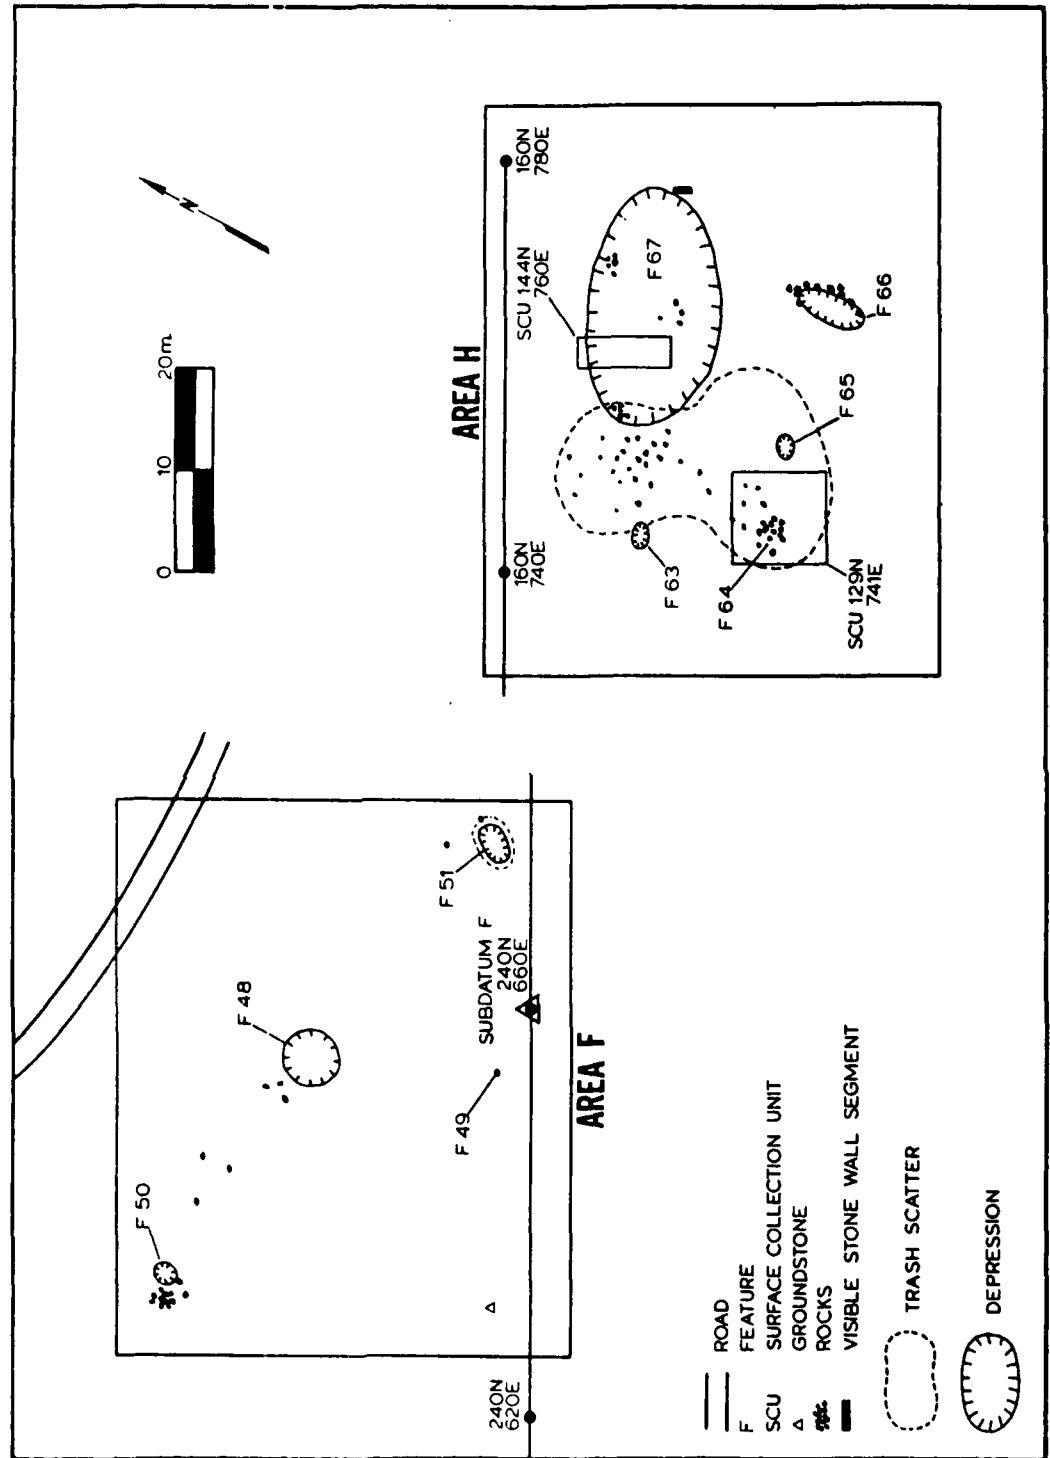 N
0
10
20m.
AREA H
160N
740E
160N
780E
SCU 144N
760E
F 67
F 66
F 65
F 63
F 64
SCU 129N
741E
F 50
F 48
F 51
F 49
SUBDATUM F
240N
660E
240N
620E
AREA F
ROAD
F FEATURE
SCU SURFACE COLLECTION UNIT
GROUNDSTONE
ROCKS
VISIBLE STONE WALL SEGMENT
TRASH SCATTER
DEPRESSION